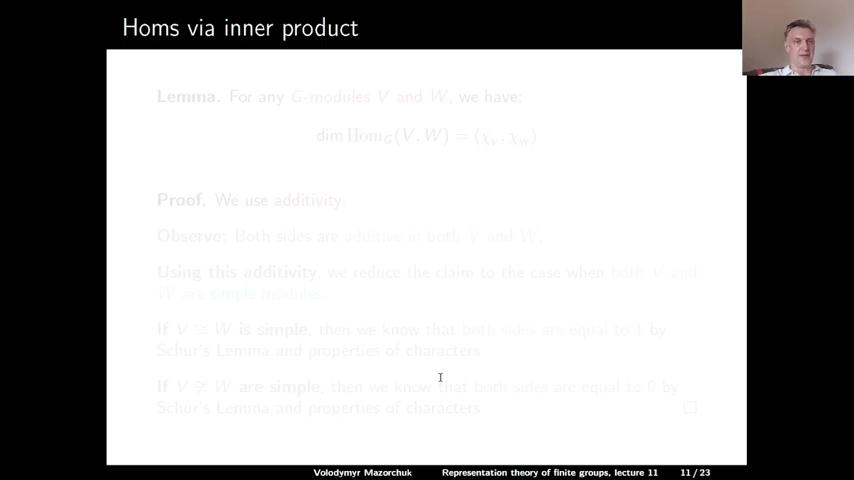 Homs via inner product
Lemma. For any G-modules V and W, we have:
dim Hom_G(V, W) = ⟨χ_V, χ_W⟩
Proof. We use additivity.
Observe: Both sides are additive in both V and W.
Using this additivity, we reduce the claim to the case when both V and
W are simple modules.
If V ≅ W is simple, then we know that both sides are equal to 1 by
Schur's Lemma and properties of characters
If V ≇ W are simple, then we know that both sides are equal to 0 by
Schur's Lemma and properties of characters □
Volodymyr Mazorchuk Representation theory of finite groups, lecture 11 11 / 23